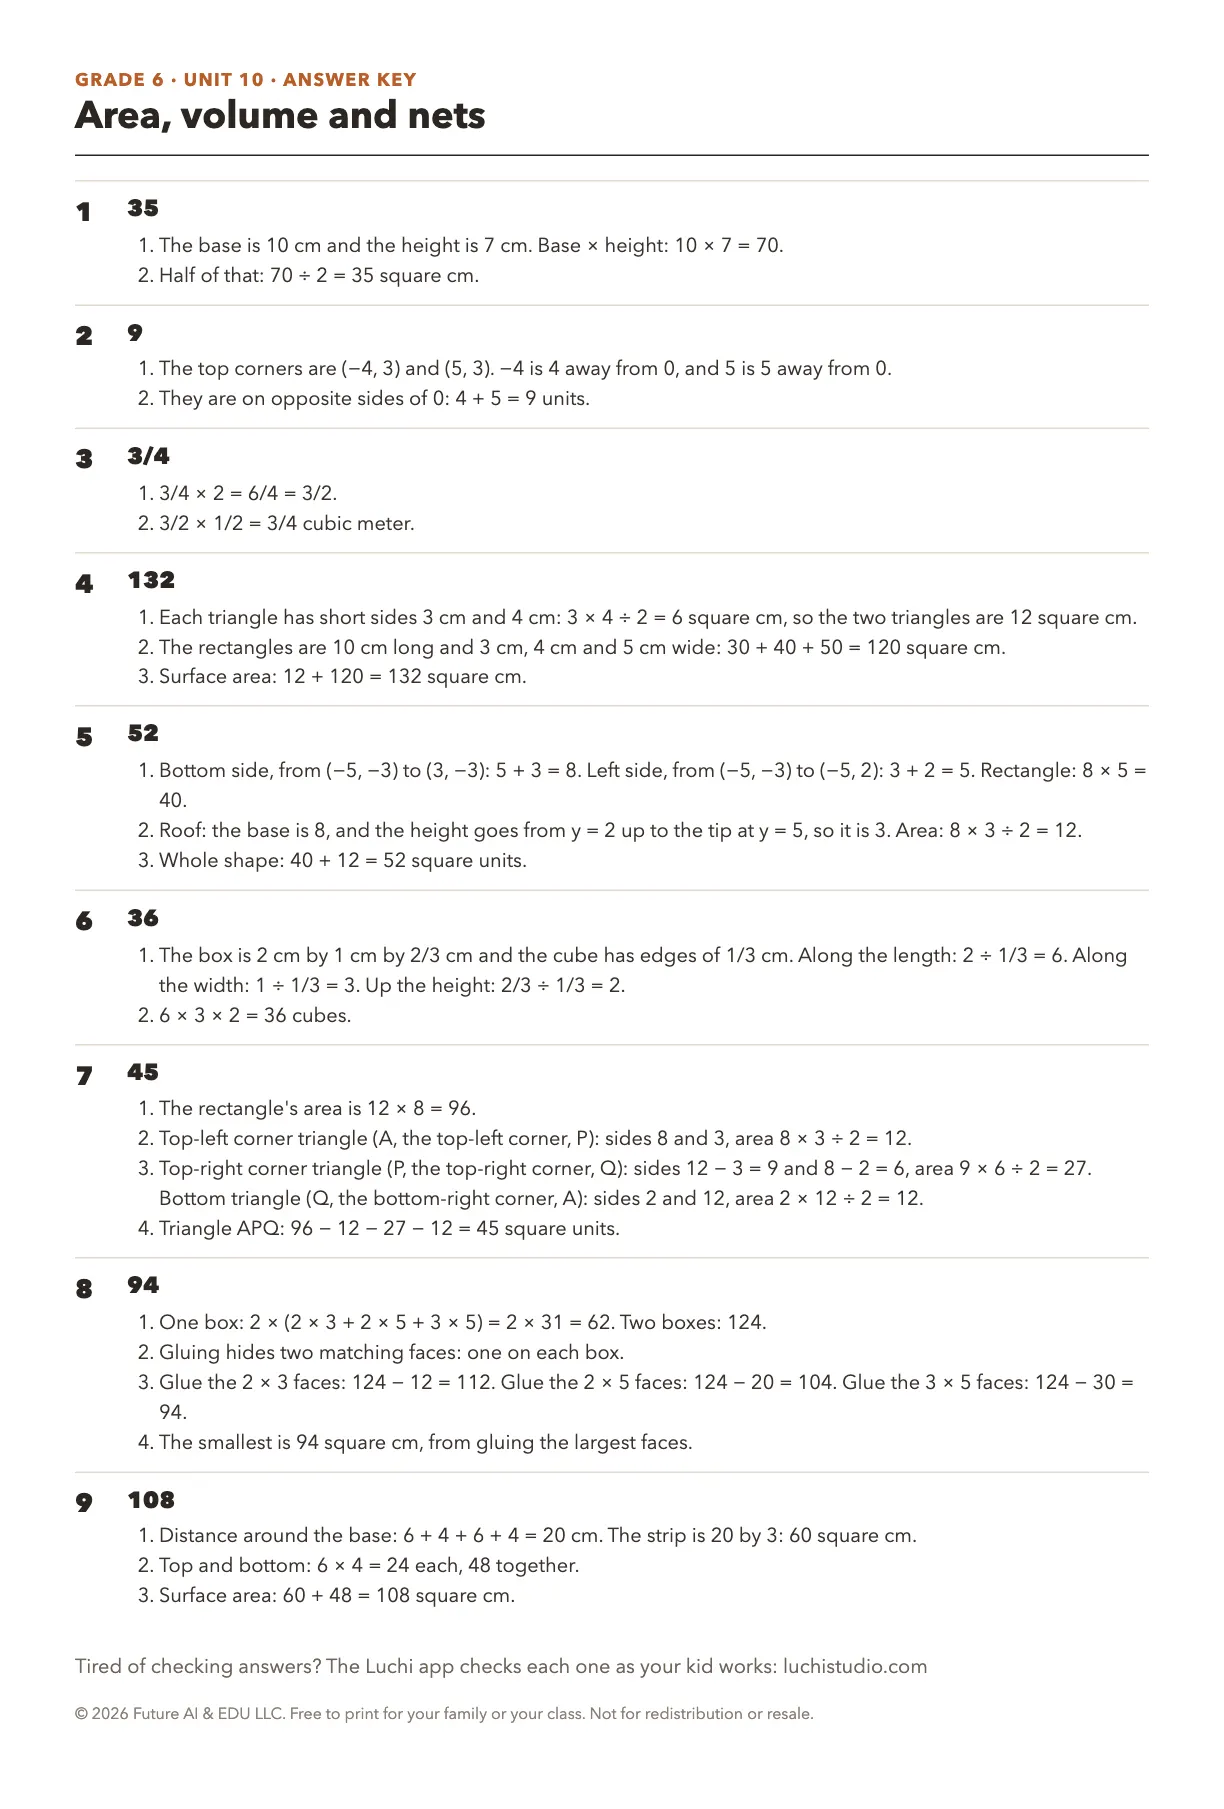 GRADE 6 · UNIT 10 · ANSWER KEY
Area, volume and nets
1 35
1. The base is 10 cm and the height is 7 cm. Base × height: 10 × 7 = 70.
2. Half of that: 70 ÷ 2 = 35 square cm.
2 9
1. The top corners are (−4, 3) and (5, 3). −4 is 4 away from 0, and 5 is 5 away from 0.
2. They are on opposite sides of 0: 4 + 5 = 9 units.
3 3/4
1. 3/4 × 2 = 6/4 = 3/2.
2. 3/2 × 1/2 = 3/4 cubic meter.
4 132
1. Each triangle has short sides 3 cm and 4 cm: 3 × 4 ÷ 2 = 6 square cm, so the two triangles are 12 square cm.
2. The rectangles are 10 cm long and 3 cm, 4 cm and 5 cm wide: 30 + 40 + 50 = 120 square cm.
3. Surface area: 12 + 120 = 132 square cm.
5 52
1. Bottom side, from (−5, −3) to (3, −3): 5 + 3 = 8. Left side, from (−5, −3) to (−5, 2): 3 + 2 = 5. Rectangle: 8 × 5 =
40.
2. Roof: the base is 8, and the height goes from y = 2 up to the tip at y = 5, so it is 3. Area: 8 × 3 ÷ 2 = 12.
3. Whole shape: 40 + 12 = 52 square units.
6 36
1. The box is 2 cm by 1 cm by 2/3 cm and the cube has edges of 1/3 cm. Along the length: 2 ÷ 1/3 = 6. Along
the width: 1 ÷ 1/3 = 3. Up the height: 2/3 ÷ 1/3 = 2.
2. 6 × 3 × 2 = 36 cubes.
7 45
1. The rectangle's area is 12 × 8 = 96.
2. Top-left corner triangle (A, the top-left corner, P): sides 8 and 3, area 8 × 3 ÷ 2 = 12.
3. Top-right corner triangle (P, the top-right corner, Q): sides 12 − 3 = 9 and 8 − 2 = 6, area 9 × 6 ÷ 2 = 27.
Bottom triangle (Q, the bottom-right corner, A): sides 2 and 12, area 2 × 12 ÷ 2 = 12.
4. Triangle APQ: 96 − 12 − 27 − 12 = 45 square units.
8 94
1. One box: 2 × (2 × 3 + 2 × 5 + 3 × 5) = 2 × 31 = 62. Two boxes: 124.
2. Gluing hides two matching faces: one on each box.
3. Glue the 2 × 3 faces: 124 − 12 = 112. Glue the 2 × 5 faces: 124 − 20 = 104. Glue the 3 × 5 faces: 124 − 30 =
94.
4. The smallest is 94 square cm, from gluing the largest faces.
9 108
1. Distance around the base: 6 + 4 + 6 + 4 = 20 cm. The strip is 20 by 3: 60 square cm.
2. Top and bottom: 6 × 4 = 24 each, 48 together.
3. Surface area: 60 + 48 = 108 square cm.
Tired of checking answers? The Luchi app checks each one as your kid works: luchistudio.com
© 2026 Future AI & EDU LLC. Free to print for your family or your class. Not for redistribution or resale.